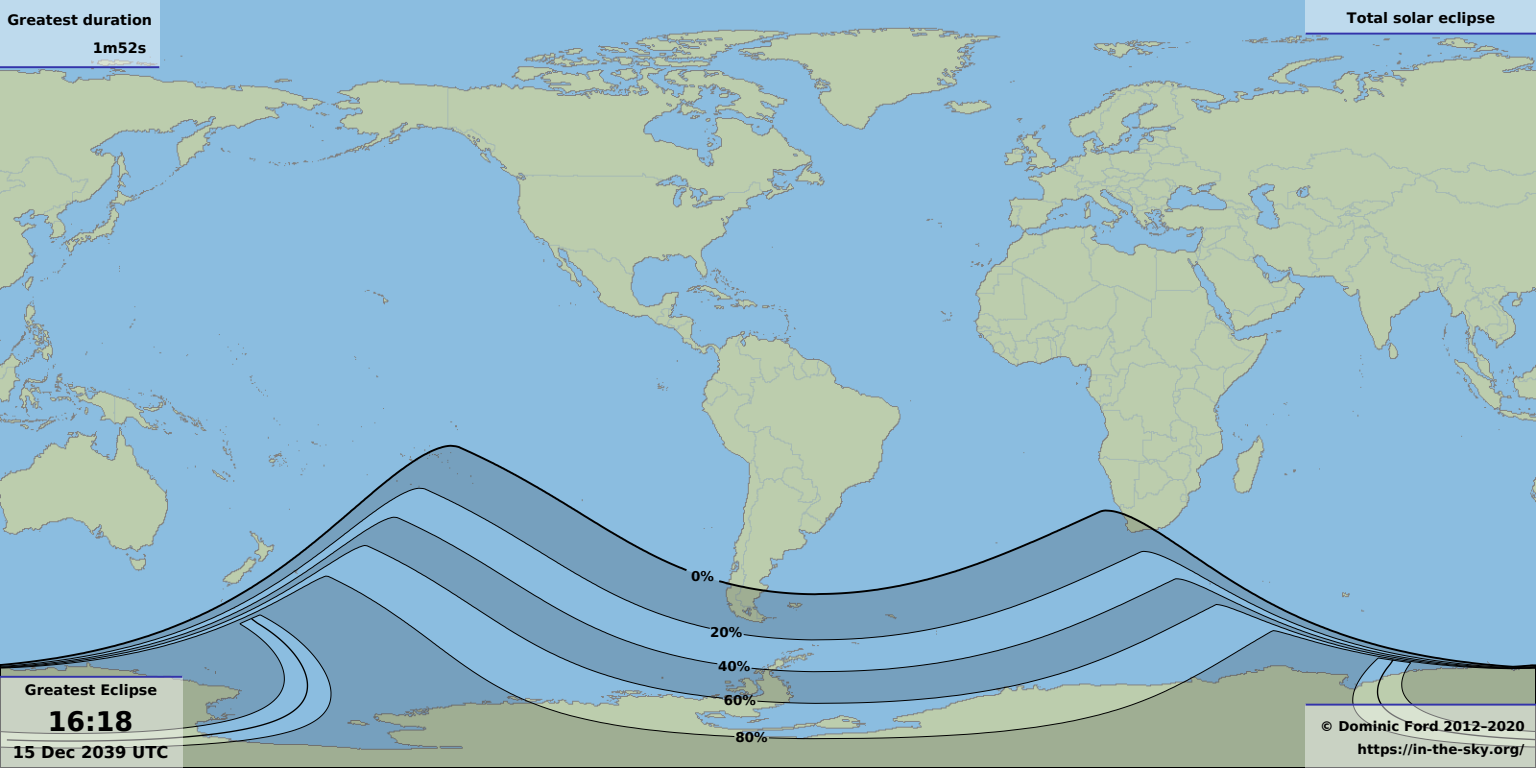 Greatest duration
1m52s
Total solar eclipse
0%
20%
40%
60%
80%
Greatest Eclipse
16:18
15 Dec 2039 UTC
© Dominic Ford 2012–2020
https://in-the-sky.org/